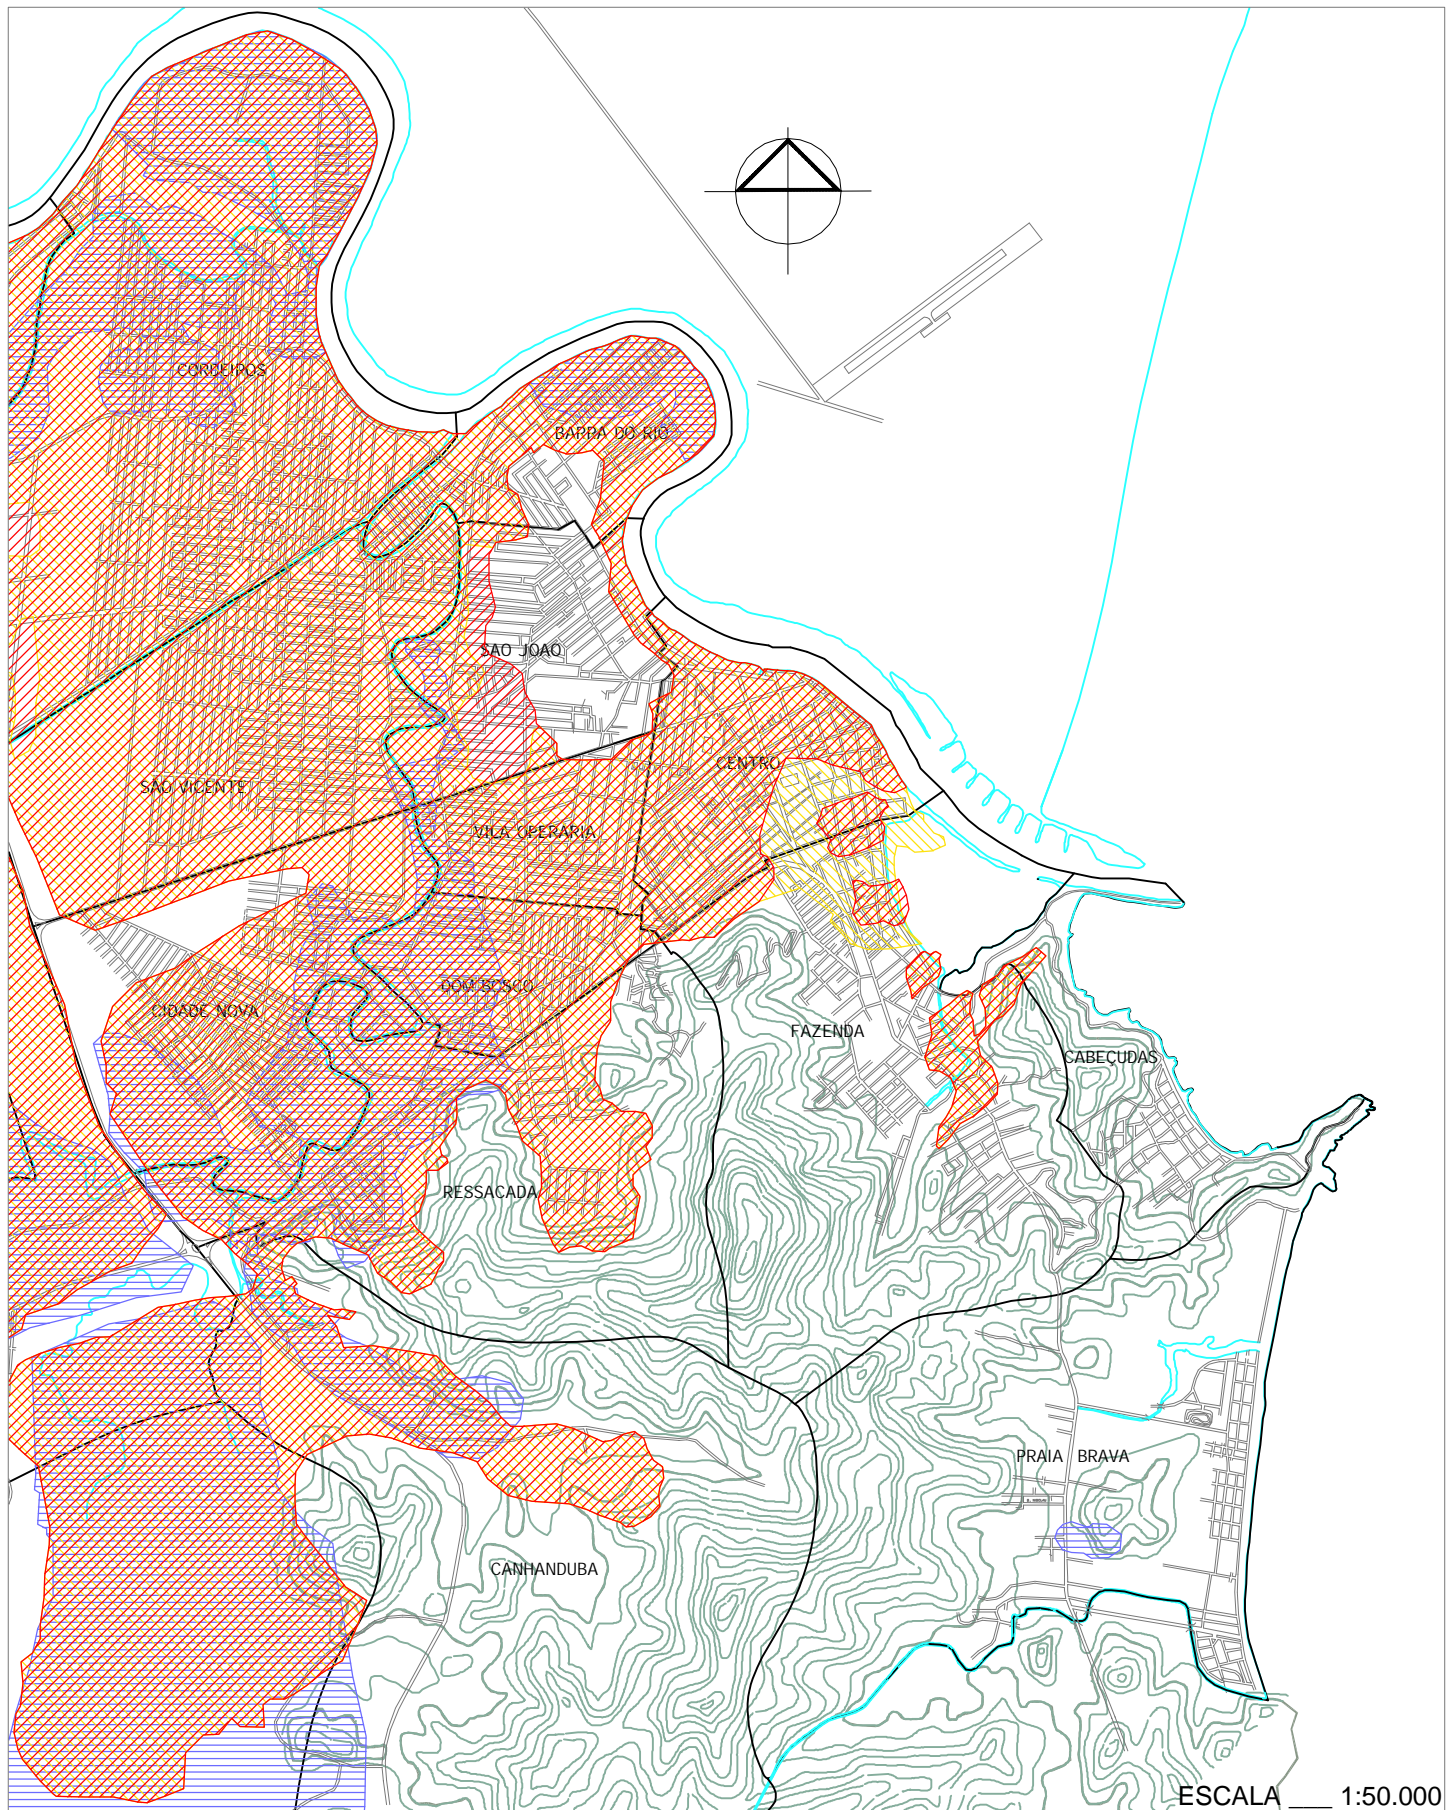 CORDEIROS
BARRA DO RIO
SÃO JOÃO
CENTRO
SÃO VICENTE
VILA OPERÁRIA
DOM BOSCO
CIDADE NOVA
FAZENDA
CABEÇUDAS
RESSACADA
PRAIA BRAVA
CANHANDUBA
ESCALA ___ 1:50.000